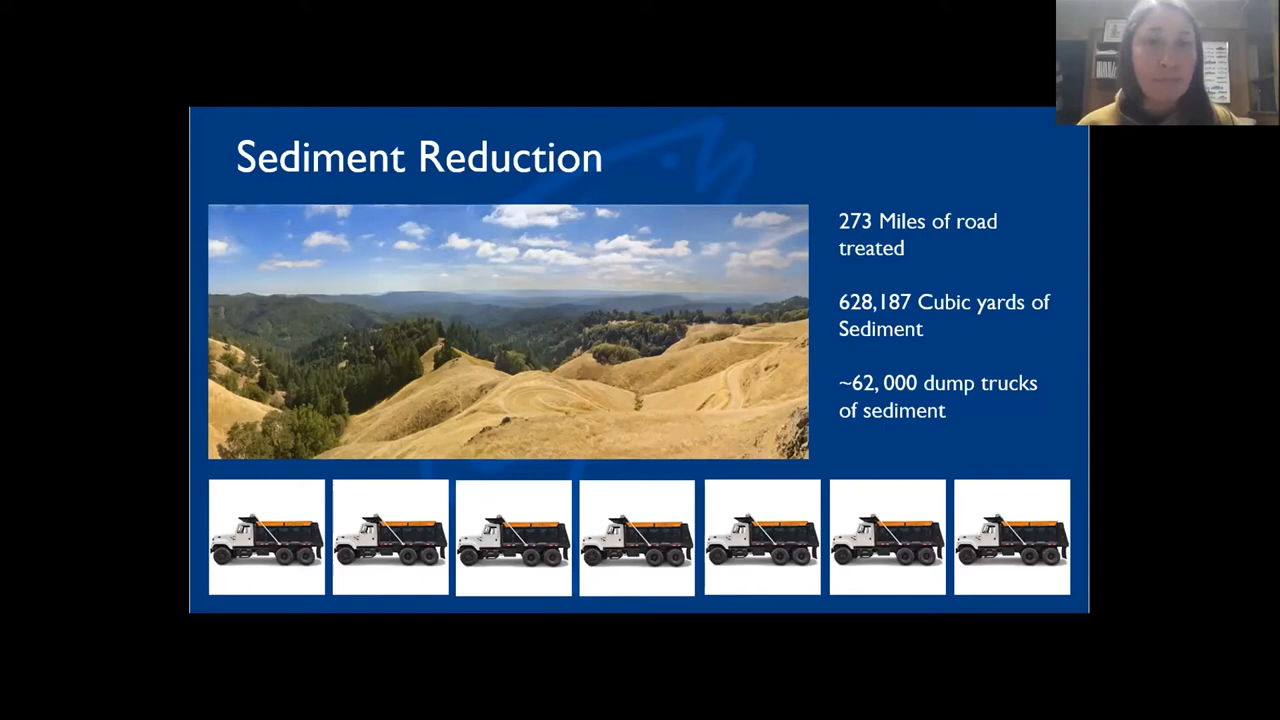 Sediment Reduction
273 Miles of road
treated
628,187 Cubic yards of
Sediment
~62, 000 dump trucks
of sediment